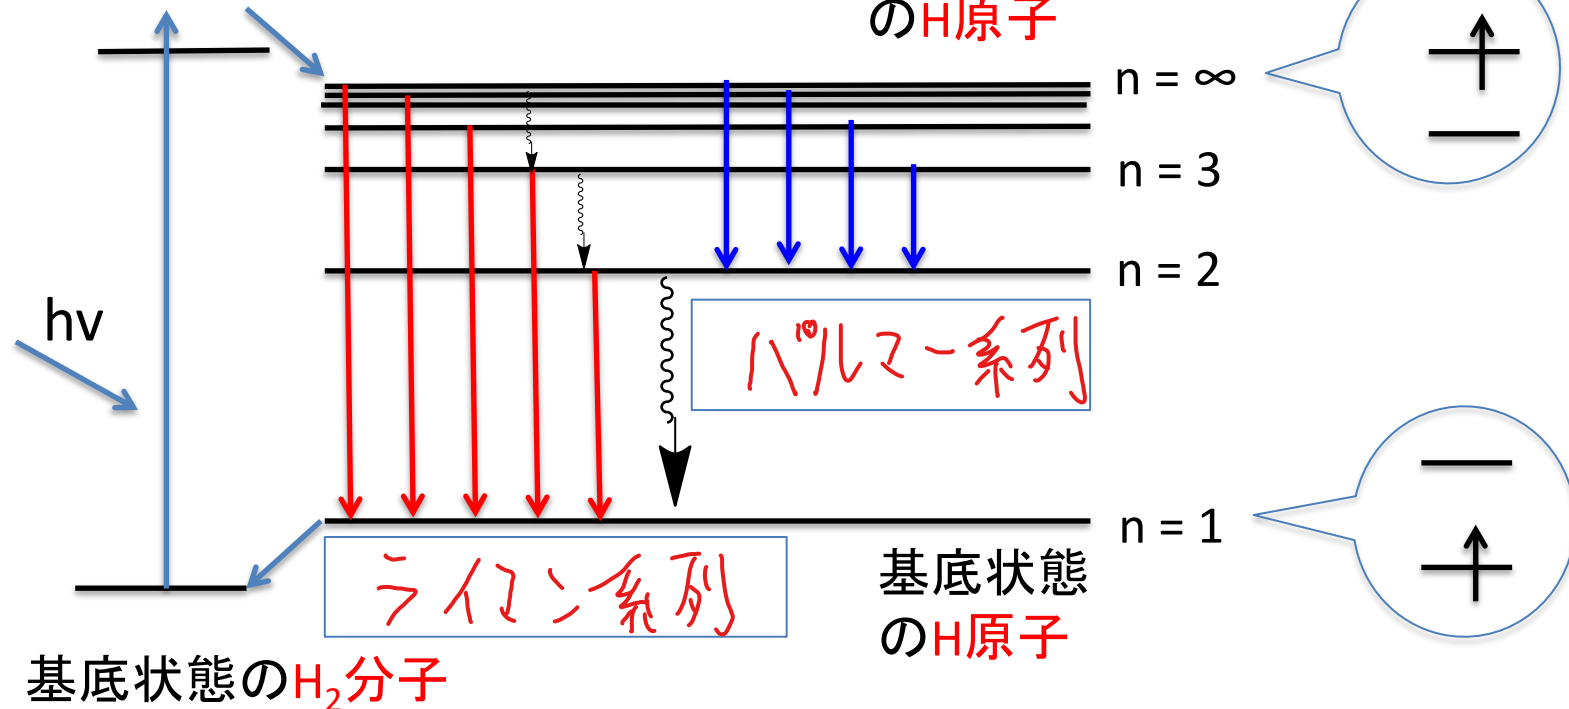 のH原子
n = ∞
n = 3
n = 2
hv
バルマー系列
n = 1
ライマン系列
基底状態
のH原子
基底状態のH₂分子